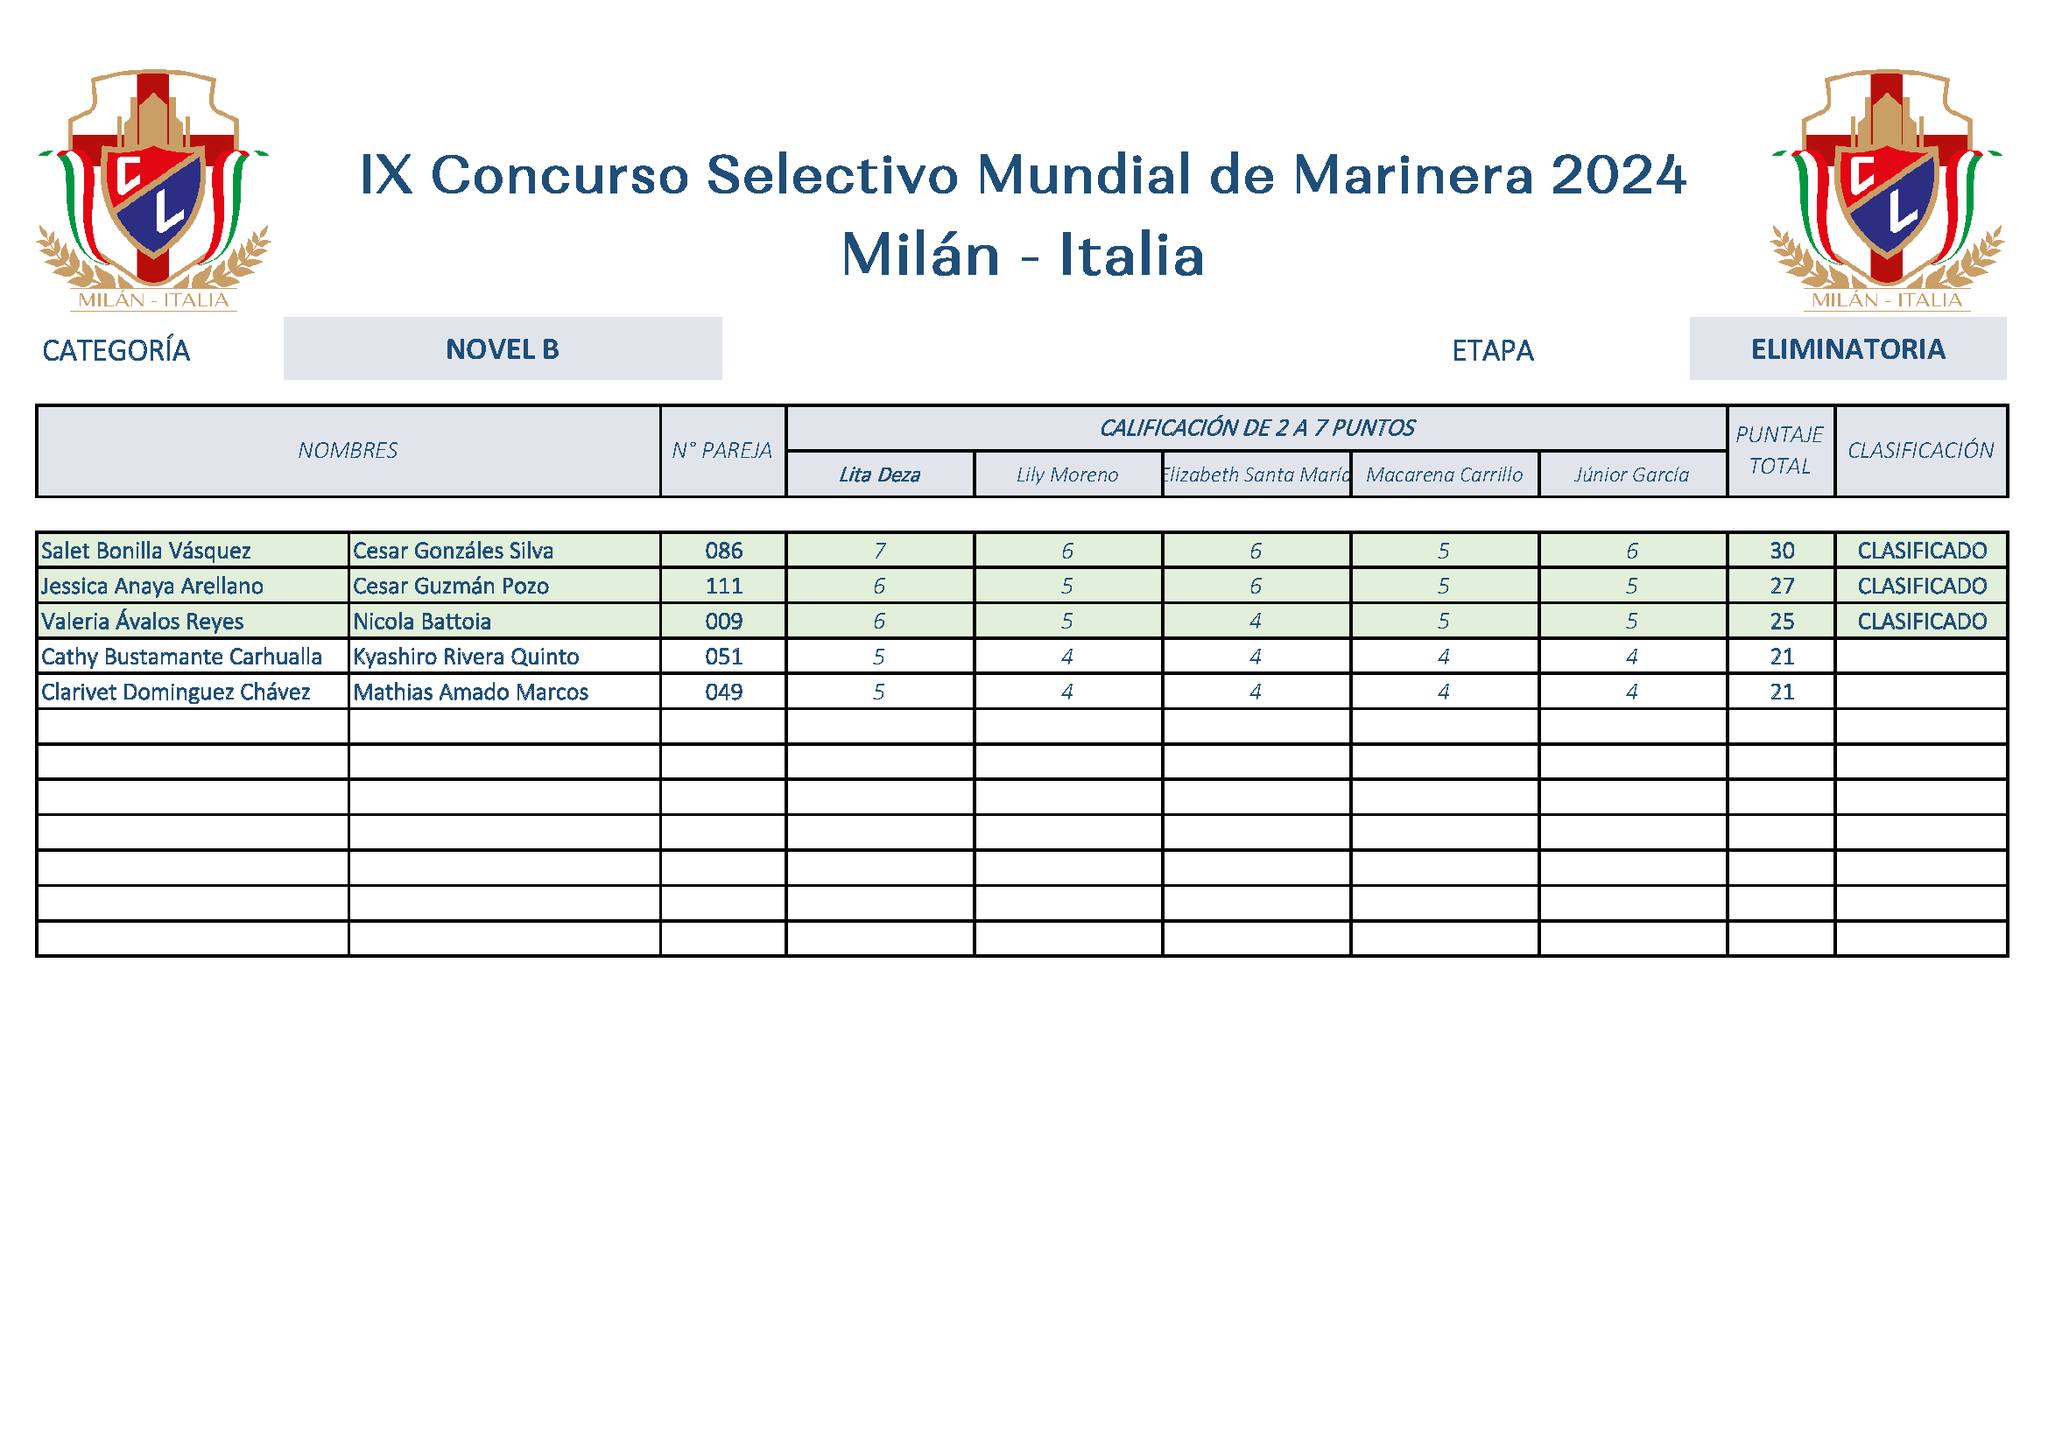 IX Concurso Selectivo Mundial de Marinera 2024
Milán - Italia
CL
MILÁN - ITALIA
CL
MILÁN - ITALIA
CATEGORÍA NOVEL B ETAPA ELIMINATORIA
NOMBRES N° PAREJA CALIFICACIÓN DE 2 A 7 PUNTOS PUNTAJE TOTAL CLASIFICACIÓN
Lita Deza Lily Moreno Elizabeth Santa María Macarena Carrillo Júnior García
Salet Bonilla Vásquez Cesar Gonzáles Silva 086 7 6 6 5 6 30 CLASIFICADO
Jessica Anaya Arellano Cesar Guzmán Pozo 111 6 5 6 5 5 27 CLASIFICADO
Valeria Ávalos Reyes Nicola Battoia 009 6 5 4 5 5 25 CLASIFICADO
Cathy Bustamante Carhualla Kyashiro Rivera Quinto 051 5 4 4 4 4 21
Clarivet Dominguez Chávez Mathias Amado Marcos 049 5 4 4 4 4 21